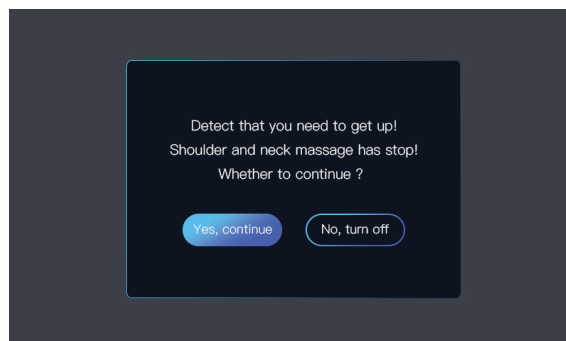 Detect that you need to get up!
Shoulder and neck massage has stop!
Whether to continue ?
Yes, continue
No, turn off